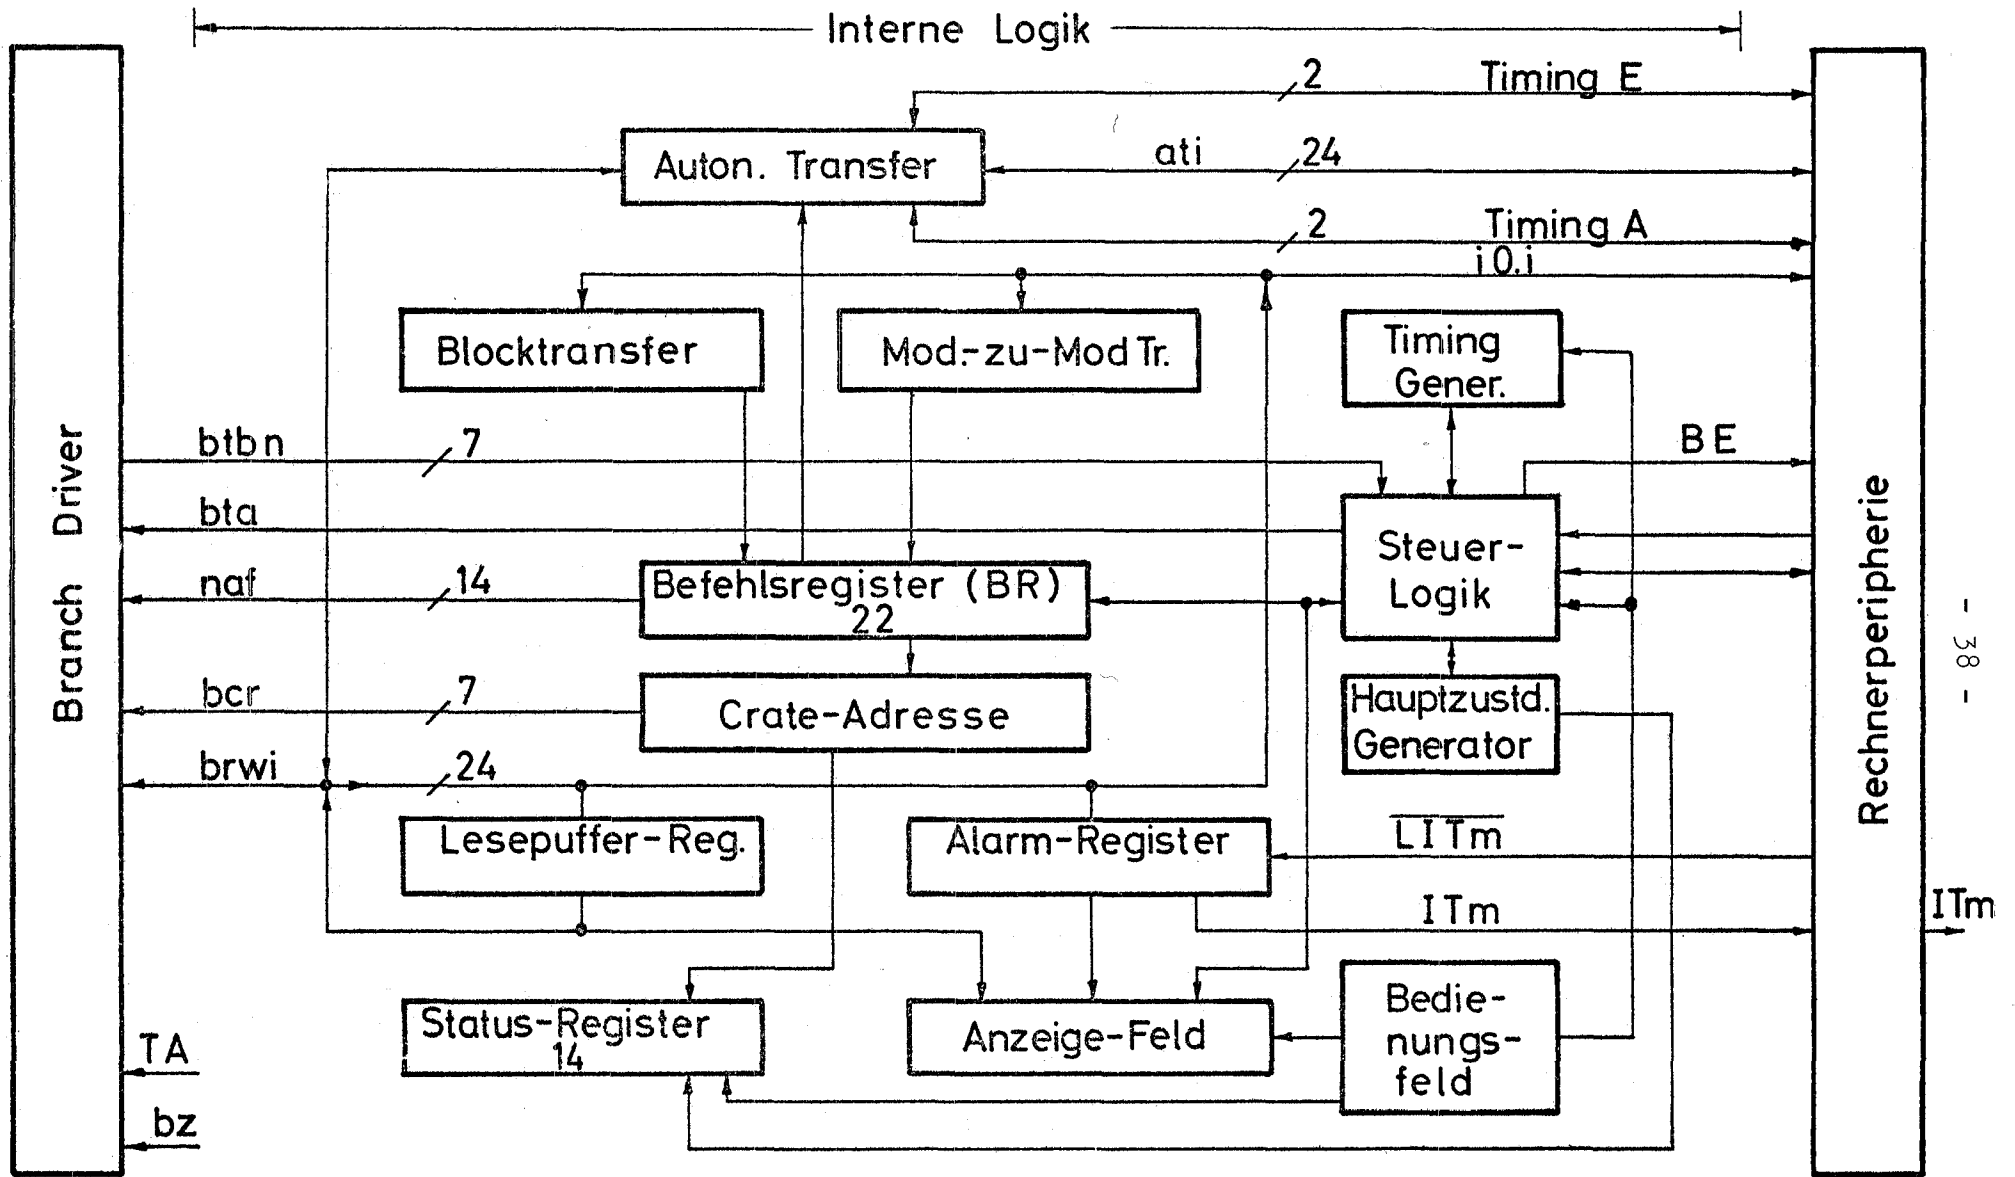 Interne Logik
2 Timing E
Auton. Transfer
ati 24
2 Timing A
i0.i
Blocktransfer
Mod.-zu-Mod Tr.
Timing
Gener.
btbn 7
BE
bta
Steuer-
Logik
naf 14
Befehlsregister (BR)
22
bcr 7
Crate-Adresse
Hauptzustd.
Generator
brwi 24
Lesepuffer-Reg.
Alarm-Register
LITm
ITm
ITm
Status-Register
14
Anzeige-Feld
Bedie-
nungs-
feld
TA
bz
Branch Driver
Rechnerperipherie
- 38 -